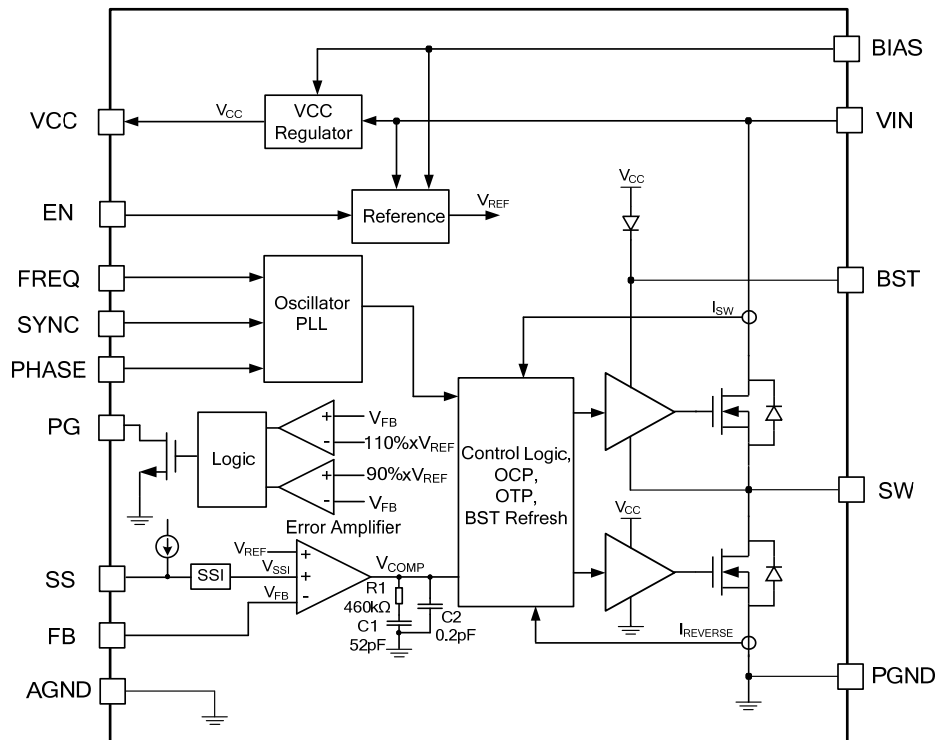 BIAS
VCC
VCC
VCC
Regulator
VIN
EN
Reference
VREF
VCC
FREQ
SYNC
PHASE
Oscillator
PLL
BST
ISW
PG
Logic
+
-
VFB
110%xVREF
+
-
90%xVREF
VFB
Control Logic,
OCP,
OTP,
BST Refresh
SW
Error Amplifier
VCC
SS
SSI
VREF
VSSI
VFB
+
+
-
VCOMP
R1
460kΩ
C1
52pF
C2
0.2pF
FB
IREVERSE
AGND
PGND